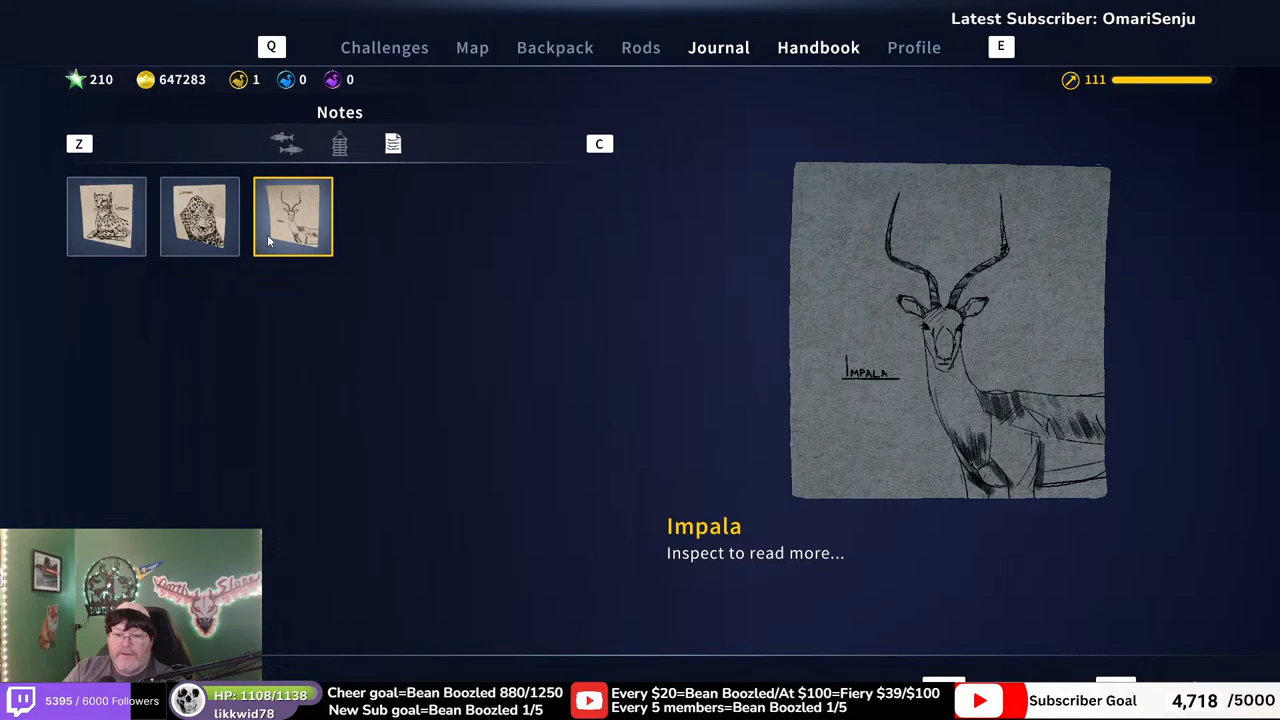 Latest Subscriber: OmariSenju
Q Challenges Map Backpack Rods Journal Handbook Profile E
210 647283 1 0 0 111
Notes
Z C
IMPALA
Impala
Inspect to read more...
5395 / 6000 Followers
HP: 1108/1138
likkwid78
Cheer goal=Bean Boozled 880/1250
New Sub goal=Bean Boozled 1/5
Every $20=Bean Boozled/At $100=Fiery $39/$100
Every 5 members=Bean Boozled 1/5
Subscriber Goal 4,718 /5000